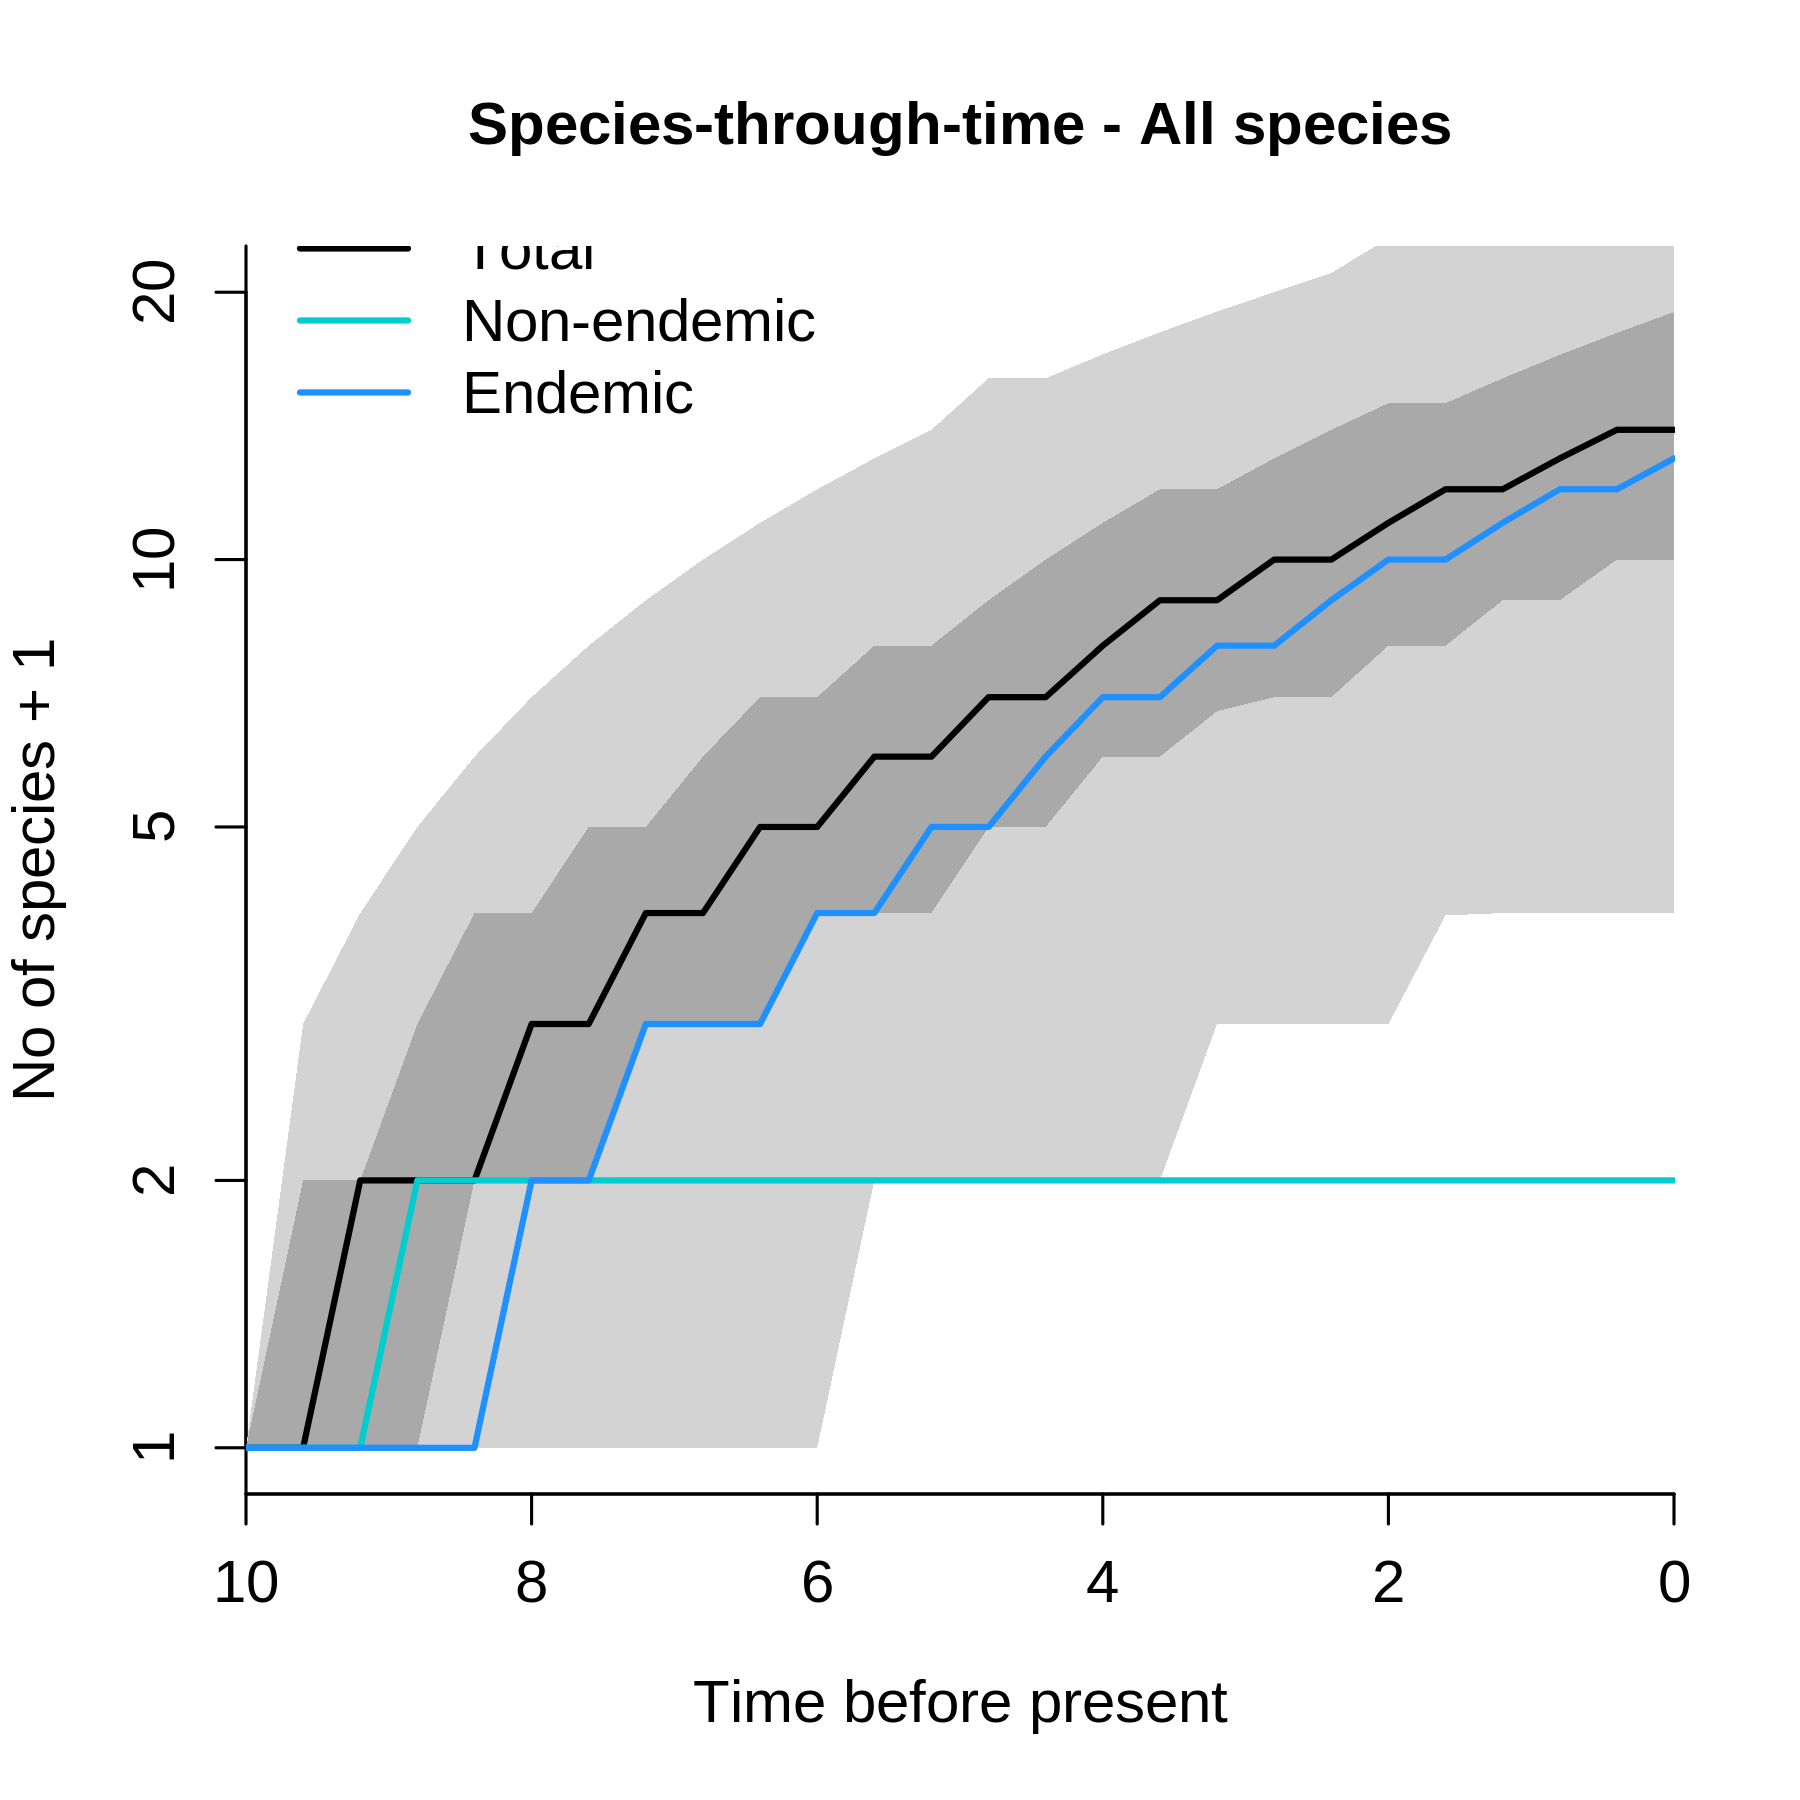 Species-through-time - All species
Total
Non-endemic
Endemic
No of species + 1
20
10
5
2
1
10 8 6 4 2 0
Time before present